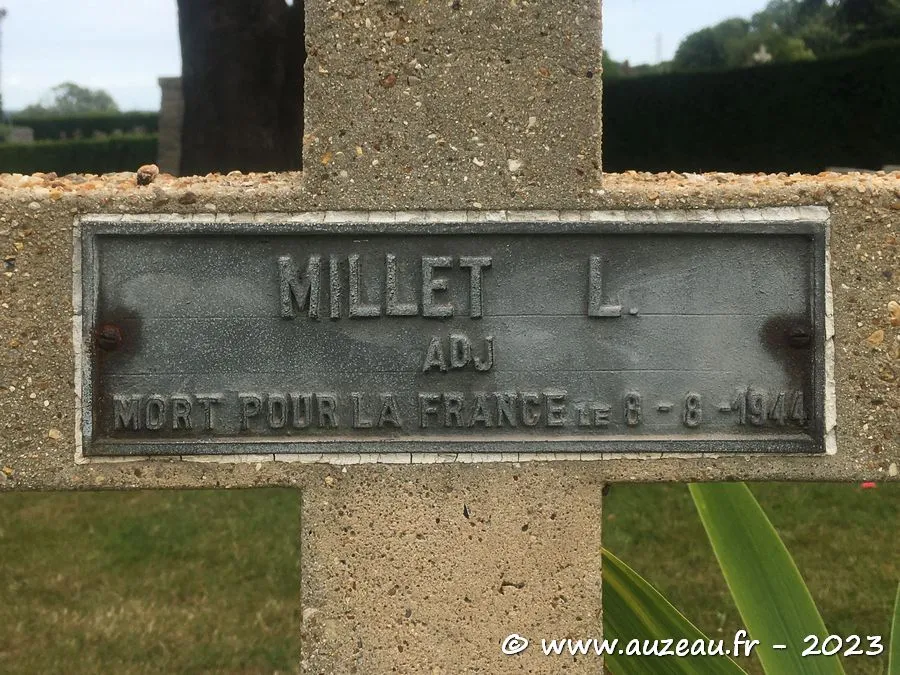 MILLET L.
ADJ
MORT POUR LA FRANCE LE 8 - 8 - 1944
© www.auzeau.fr - 2023